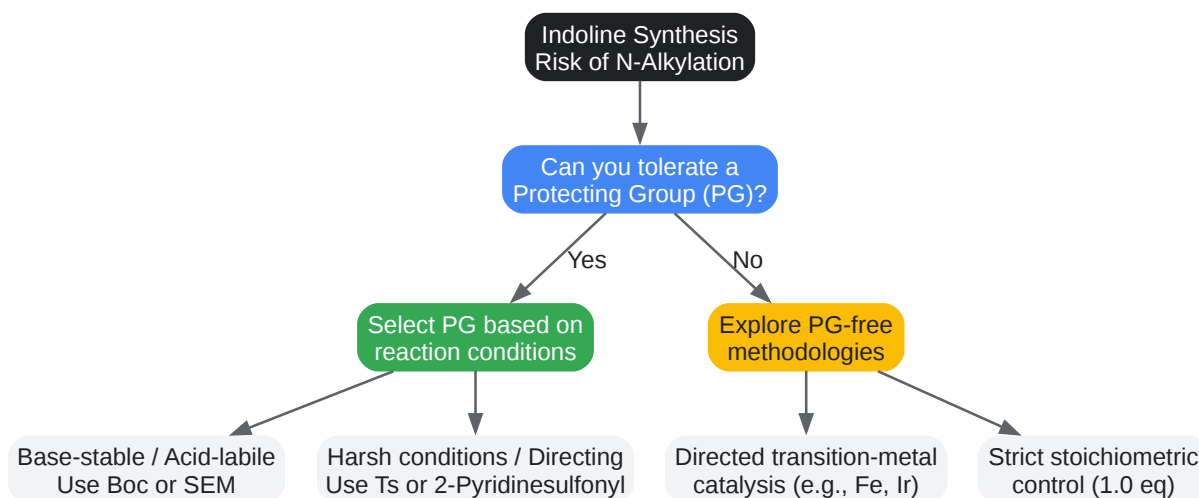 Indoline Synthesis
Risk of N-Alkylation
Can you tolerate a
Protecting Group (PG)?
Yes
No
Select PG based on
reaction conditions
Explore PG-free
methodologies
Base-stable / Acid-labile
Use Boc or SEM
Harsh conditions / Directing
Use Ts or 2-Pyridinesulfonyl
Directed transition-metal
catalysis (e.g., Fe, Ir)
Strict stoichiometric
control (1.0 eq)